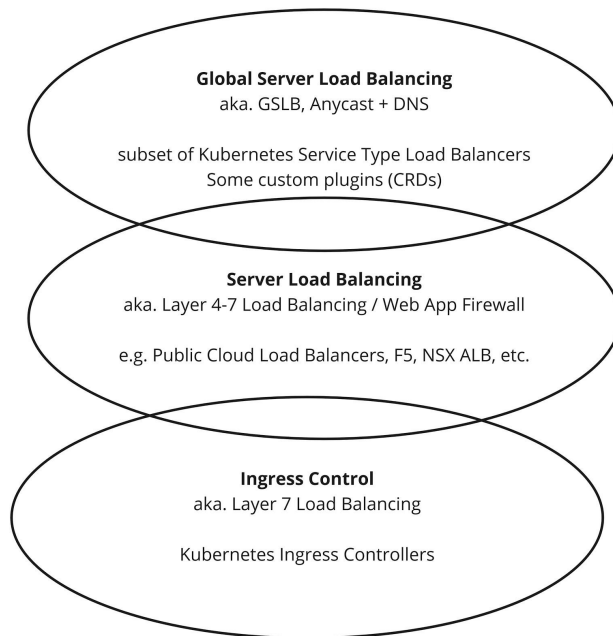 Global Server Load Balancing
aka. GSLB, Anycast + DNS
subset of Kubernetes Service Type Load Balancers
Some custom plugins (CRDs)
Server Load Balancing
aka. Layer 4-7 Load Balancing / Web App Firewall
e.g. Public Cloud Load Balancers, F5, NSX ALB, etc.
Ingress Control
aka. Layer 7 Load Balancing
Kubernetes Ingress Controllers